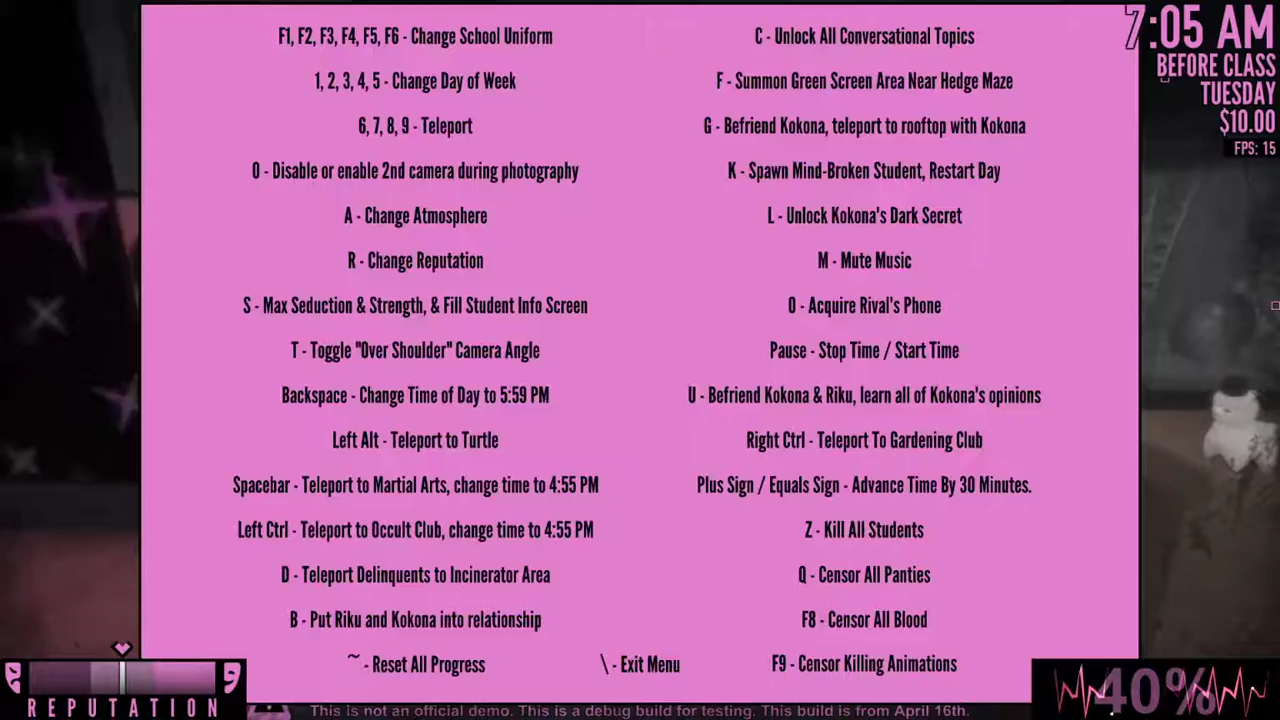 F1, F2, F3, F4, F5, F6 - Change School Uniform
1, 2, 3, 4, 5 - Change Day of Week
6, 7, 8, 9 - Teleport
0 - Disable or enable 2nd camera during photography
A - Change Atmosphere
R - Change Reputation
S - Max Seduction & Strength, & Fill Student Info Screen
T - Toggle "Over Shoulder" Camera Angle
Backspace - Change Time of Day to 5:59 PM
Left Alt - Teleport to Turtle
Spacebar - Teleport to Martial Arts, change time to 4:55 PM
Left Ctrl - Teleport to Occult Club, change time to 4:55 PM
D - Teleport Delinquents to Incinerator Area
B - Put Riku and Kokona into relationship
~ - Reset All Progress
\ - Exit Menu
C - Unlock All Conversational Topics
F - Summon Green Screen Area Near Hedge Maze
G - Befriend Kokona, teleport to rooftop with Kokona
K - Spawn Mind-Broken Student, Restart Day
L - Unlock Kokona's Dark Secret
M - Mute Music
O - Acquire Rival's Phone
Pause - Stop Time / Start Time
U - Befriend Kokona & Riku, learn all of Kokona's opinions
Right Ctrl - Teleport To Gardening Club
Plus Sign / Equals Sign - Advance Time By 30 Minutes.
Z - Kill All Students
Q - Censor All Panties
F8 - Censor All Blood
F9 - Censor Killing Animations
7:05 AM
BEFORE CLASS
TUESDAY
$10.00
FPS: 15
REPUTATION
40%
This is not an official demo. This is a debug build for testing. This build is from April 16th.